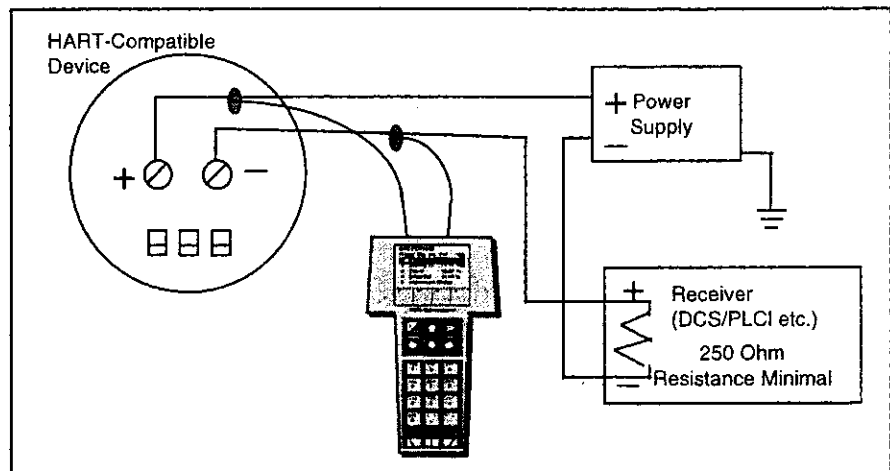 HART-Compatible
Device
+ Power
– Supply
+ –
+ Receiver
(DCS/PLCI etc.)
250 Ohm
– Resistance Minimal